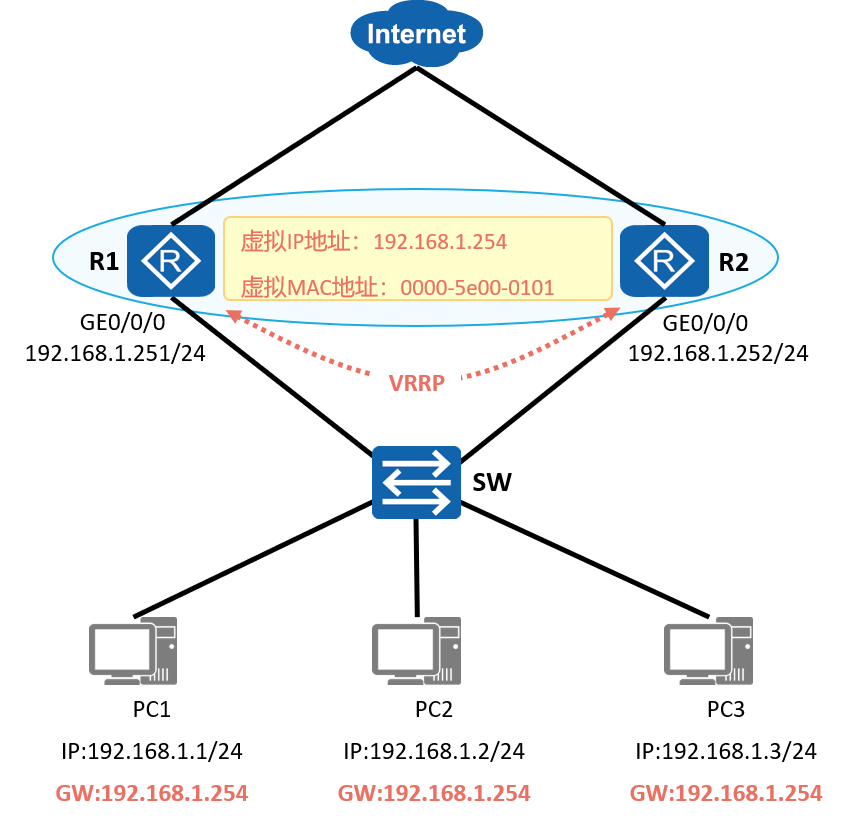 Internet
虚拟IP地址：192.168.1.254
虚拟MAC地址：0000-5e00-0101
R1
R2
GE0/0/0
192.168.1.251/24
GE0/0/0
192.168.1.252/24
VRRP
SW
PC1
PC2
PC3
IP:192.168.1.1/24
IP:192.168.1.2/24
IP:192.168.1.3/24
GW:192.168.1.254
GW:192.168.1.254
GW:192.168.1.254